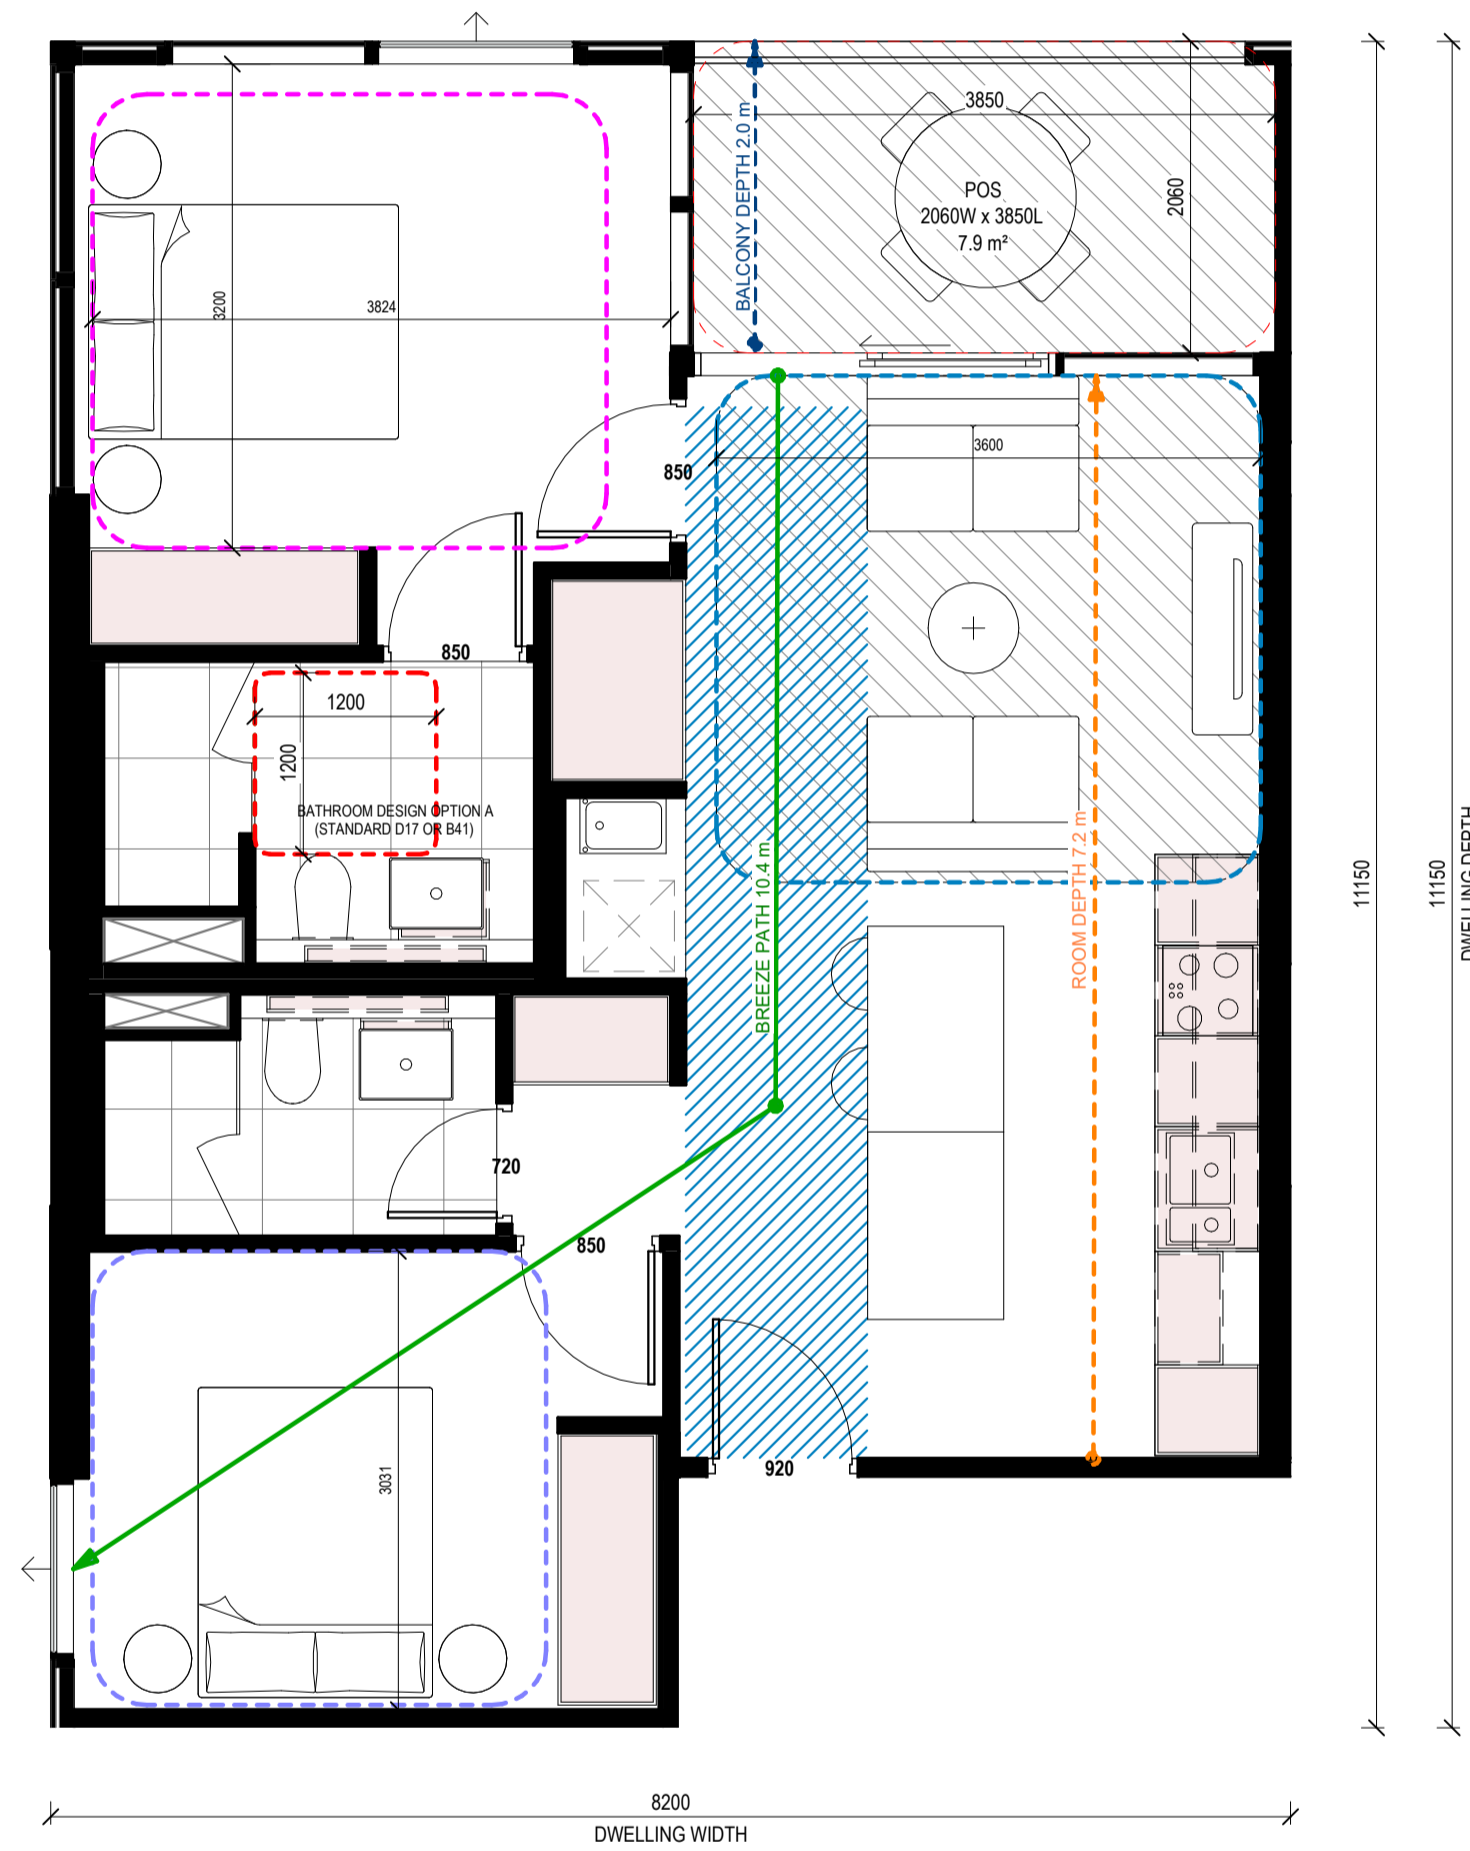 3850
BALCONY DEPTH 2.0 m
POS
2060W x 3850L
7.9 m²
2060
3200
3824
850
3600
850
1200
1200
BATHROOM DESIGN OPTION A
(STANDARD D17 OR B41)
BREEZE PATH 10.4 m
ROOM DEPTH 7.2 m
11150
11150
DWELLING DEPTH
720
850
3031
920
8200
DWELLING WIDTH